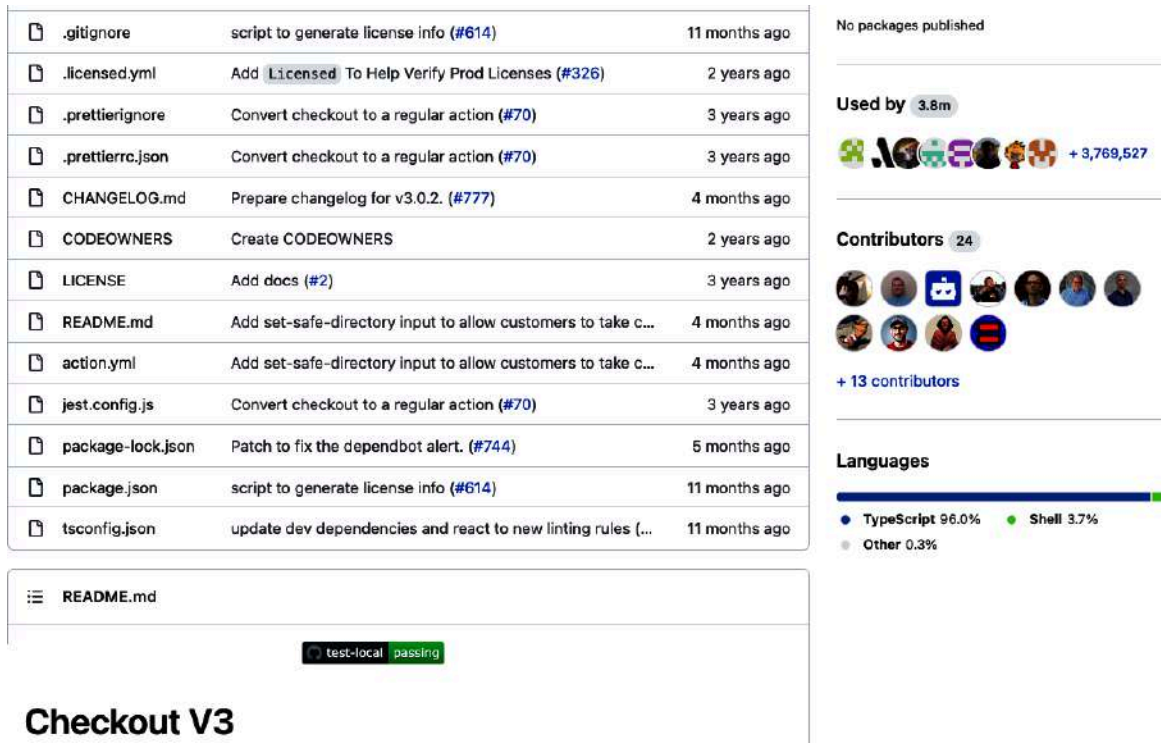 .gitignore script to generate license info (#614) 11 months ago
.licensed.yml Add Licensed To Help Verify Prod Licenses (#326) 2 years ago
.prettierignore Convert checkout to a regular action (#70) 3 years ago
.prettierrc.json Convert checkout to a regular action (#70) 3 years ago
CHANGELOG.md Prepare changelog for v3.0.2. (#777) 4 months ago
CODEOWNERS Create CODEOWNERS 2 years ago
LICENSE Add docs (#2) 3 years ago
README.md Add set-safe-directory input to allow customers to take c... 4 months ago
action.yml Add set-safe-directory input to allow customers to take c... 4 months ago
jest.config.js Convert checkout to a regular action (#70) 3 years ago
package-lock.json Patch to fix the dependbot alert. (#744) 5 months ago
package.json script to generate license info (#614) 11 months ago
tsconfig.json update dev dependencies and react to new linting rules (... 11 months ago
README.md
test-local passing
Checkout V3
No packages published
Used by 3.8m
+ 3,769,527
Contributors 24
+ 13 contributors
Languages
TypeScript 96.0% Shell 3.7%
Other 0.3%